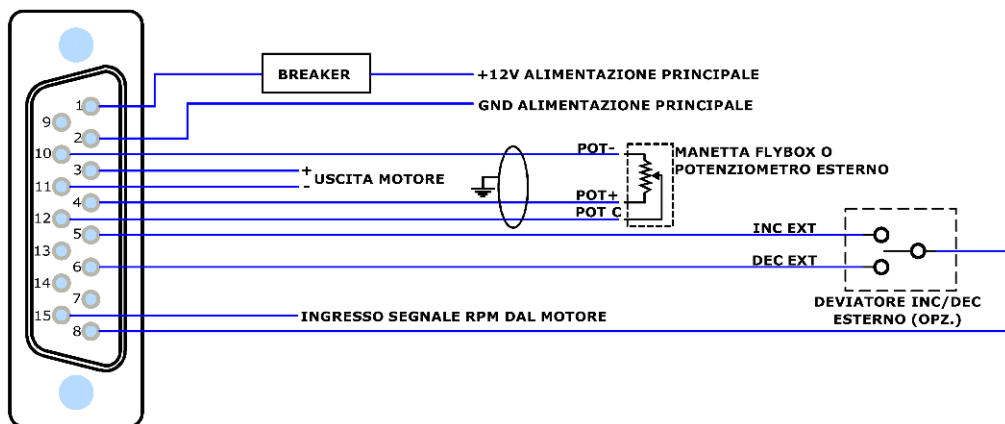 BREAKER
+12V ALIMENTAZIONE PRINCIPALE
1
GND ALIMENTAZIONE PRINCIPALE
9
2
10
POT-
MANETTA FLYBOX O
POTENZIOMETRO ESTERNO
3
+
USCITA MOTORE
11
-
4
POT+
12
POT C
5
INC EXT
13
6
DEC EXT
14
7
DEVIATORE INC/DEC
ESTERNO (OPZ.)
15
INGRESSO SEGNALE RPM DAL MOTORE
8